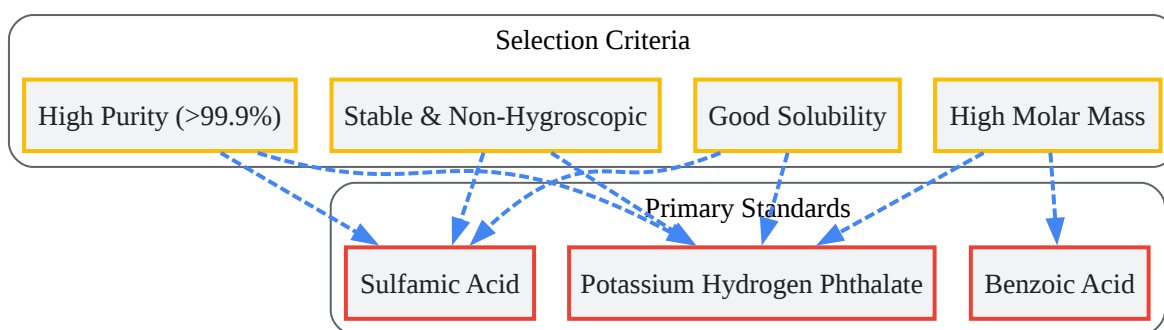 Selection Criteria
High Purity (>99.9%)
Stable & Non-Hygroscopic
Good Solubility
High Molar Mass
Primary Standards
Sulfamic Acid
Potassium Hydrogen Phthalate
Benzoic Acid